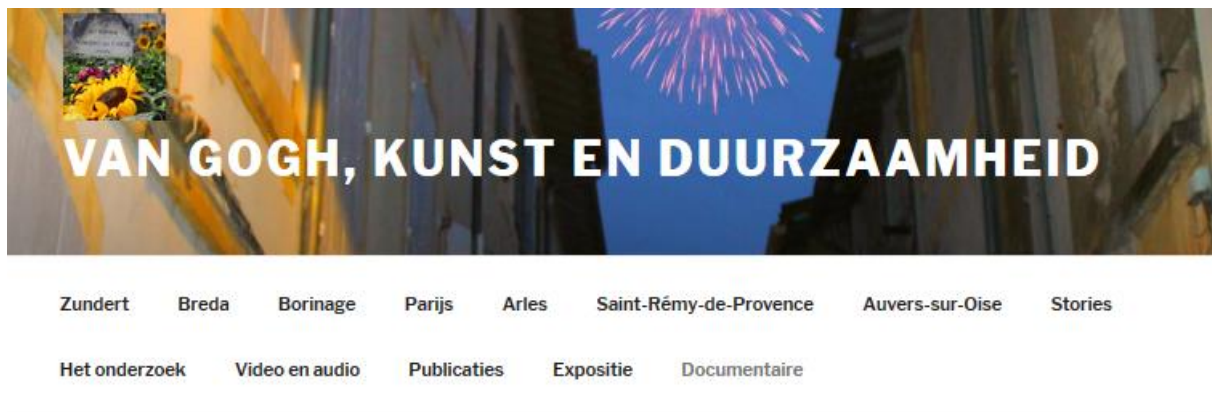 VAN GOGH, KUNST EN DUURZAAMHEID
Zundert Breda Borinage Parijs Arles Saint-Rémy-de-Provence Auvers-sur-Oise Stories
Het onderzoek Video en audio Publicaties Expositie Documentaire